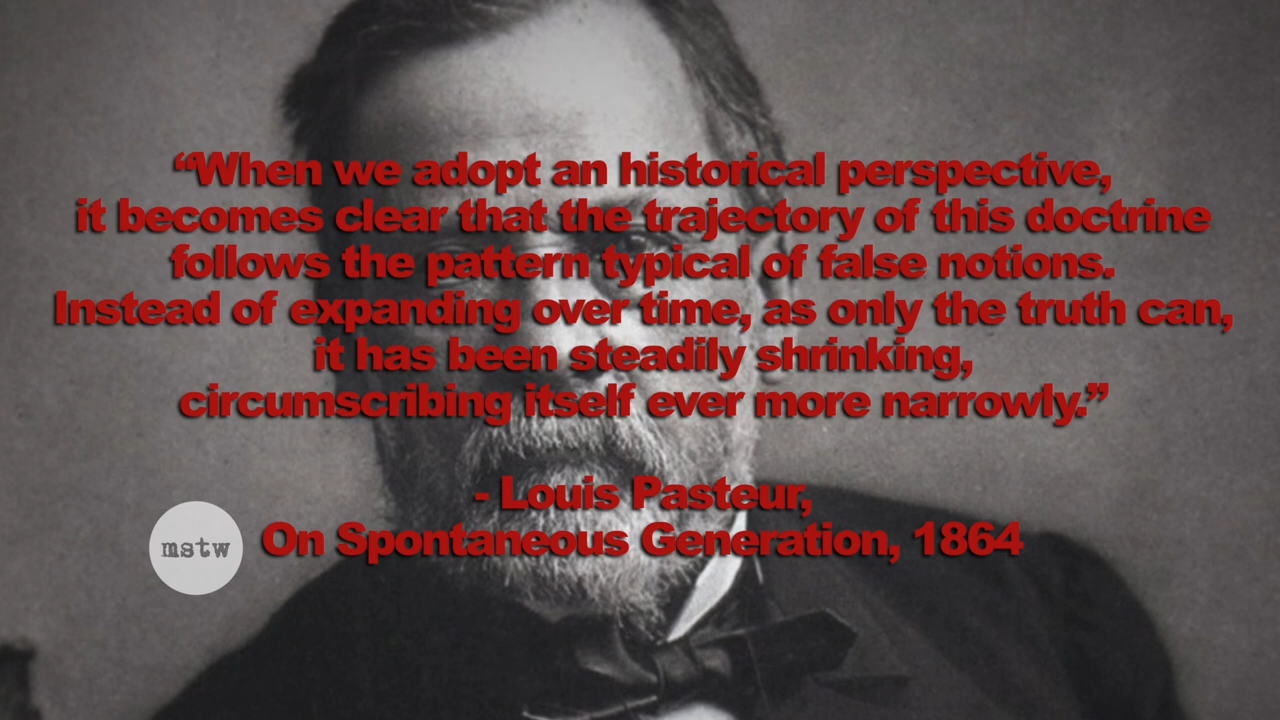 “When we adopt an historical perspective,
it becomes clear that the trajectory of this doctrine
follows the pattern typical of false notions.
Instead of expanding over time, as only the truth can,
it has been steadily shrinking,
circumscribing itself ever more narrowly.”
- Louis Pasteur,
mstw
On Spontaneous Generation, 1864